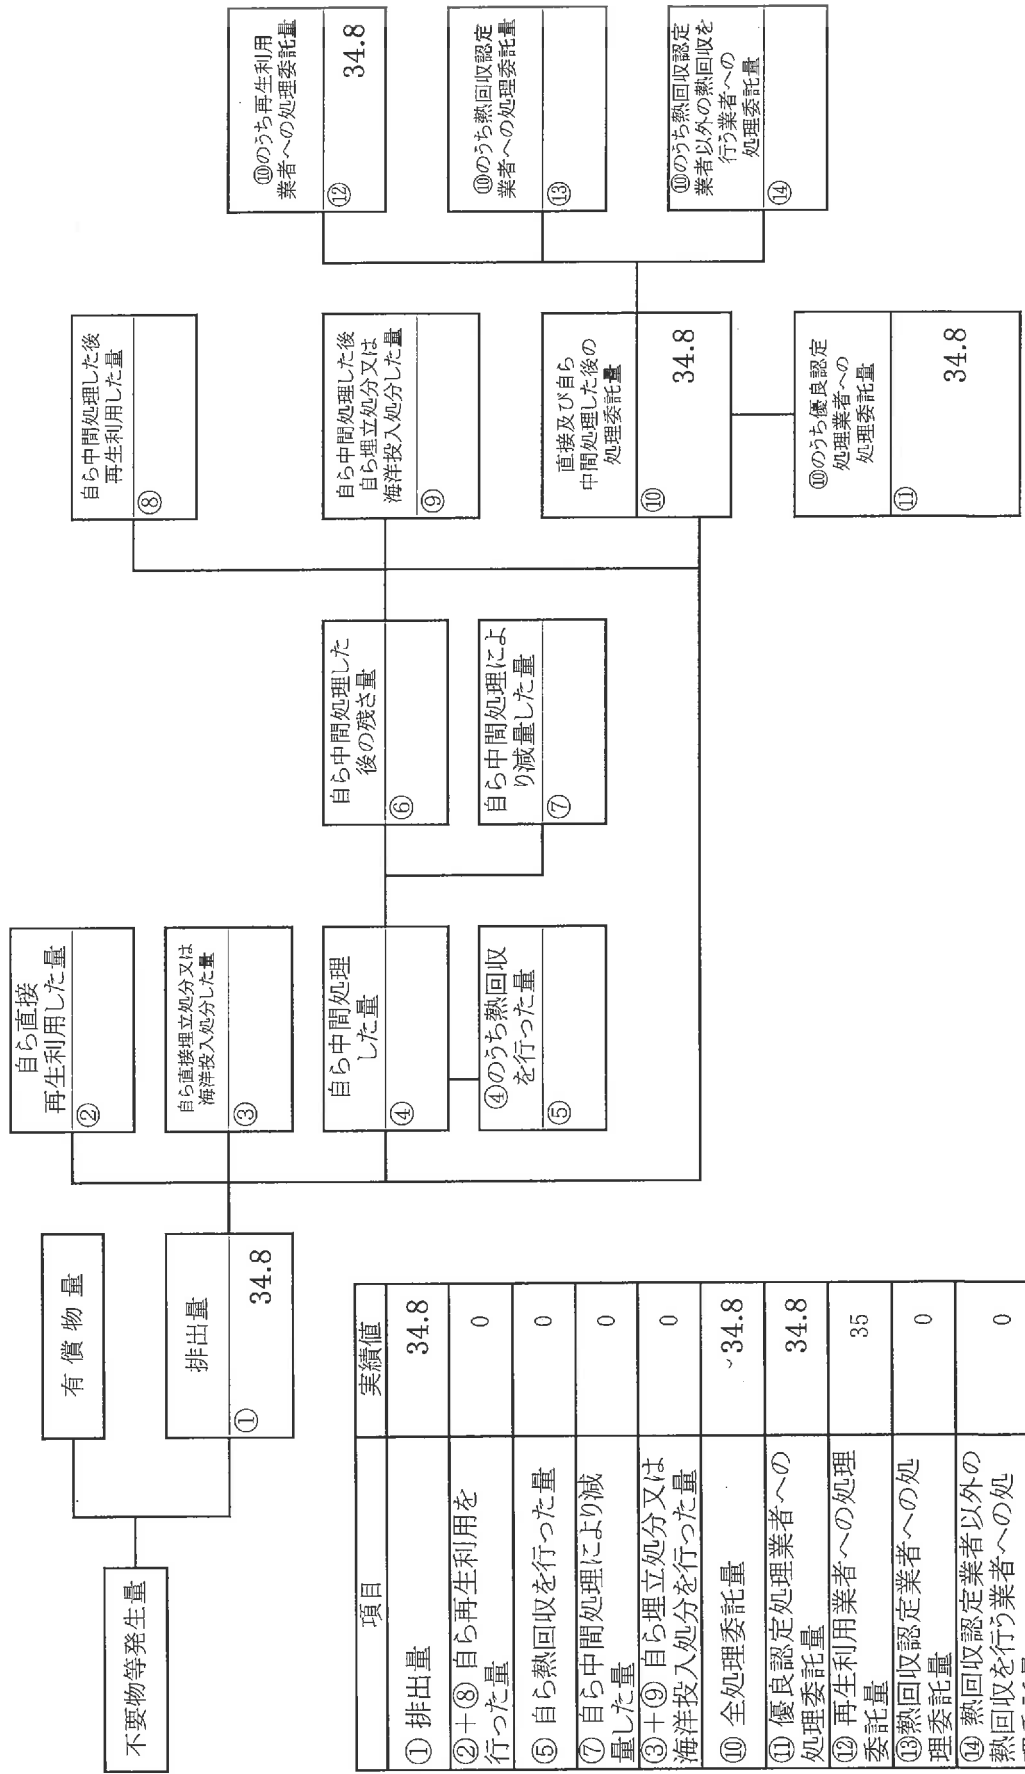 不要物等発生量
有 償 物 量
排出量
①
34.8
自ら直接
再生利用した量
②
自ら直接埋立処分又は
海洋投入処分した量
③
自ら中間処理
した量
④
④のうち熱回収
を行った量
⑤
自ら中間処理した
後の残さ量
⑥
自ら中間処理によ
り減量した量
⑦
自ら中間処理した後
再生利用した量
⑧
自ら中間処理した後
自ら埋立処分又は
海洋投入処分した量
⑨
直接及び自ら
中間処理した後の
処理委託量
⑩
34.8
⑩のうち優良認定
処理業者への
処理委託量
⑪
34.8
⑩のうち再生利用
業者への処理委託量
⑫
34.8
⑩のうち熱回収認定
業者への処理委託量
⑬
⑩のうち熱回収認定
業者以外の熱回収を
行う業者への
処理委託量
⑭
項目 実績値
① 排出量 34.8
②+⑧ 自ら再生利用を
行った量 0
⑤ 自ら熱回収を行った量 0
⑦ 自ら中間処理により減
量した量 0
③+⑨ 自ら埋立処分又は
海洋投入処分を行った量 0
⑩ 全処理委託量 34.8
⑪ 優良認定処理業者への
処理委託量 34.8
⑫ 再生利用業者への処理
委託量 35
⑬熱回収認定業者への処
理委託量 0
⑭ 熱回収認定業者以外の
熱回収を行う業者への処 0